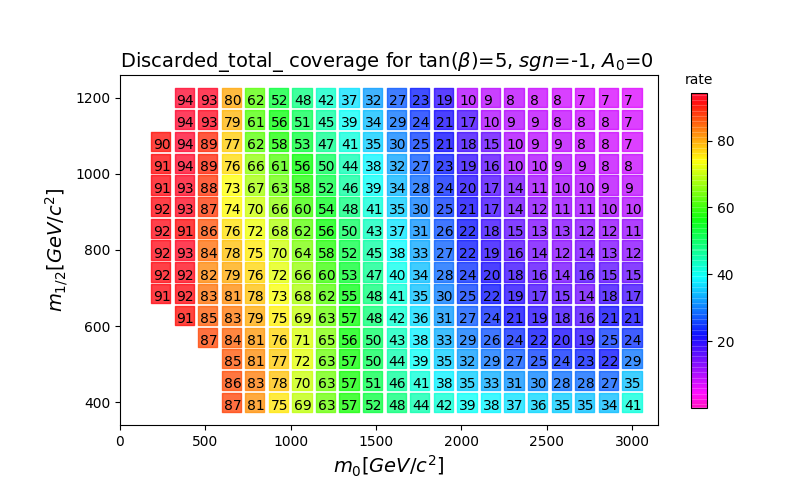 Discarded_total_ coverage for tan(β)=5, sgn=-1, A₀=0
rate
1200 94 93 80 62 52 48 42 37 32 27 23 19 10 9 8 8 8 7 7 7
94 93 79 61 56 51 45 39 34 29 24 21 17 10 9 9 8 8 8 7
90 94 89 77 62 58 53 47 41 35 30 25 21 18 15 10 9 9 8 8 7
1000 91 94 89 76 66 61 56 50 44 38 32 27 23 19 16 10 10 9 9 8 8
91 93 88 73 67 63 58 52 46 39 34 28 24 20 17 14 11 10 10 9 9
92 93 87 74 70 66 60 54 48 41 35 30 25 21 17 14 12 11 11 10 10
92 91 86 76 72 68 62 56 50 43 37 31 26 22 18 15 13 13 12 12 11
800 92 93 84 78 75 70 64 58 52 45 38 33 27 22 19 16 14 12 14 13 12
92 92 82 79 76 72 66 60 53 47 40 34 28 24 20 18 16 14 16 15 15
91 92 83 81 78 73 68 62 55 48 41 35 30 25 22 19 17 15 14 18 17
600 91 85 83 79 75 69 63 57 48 42 36 31 27 24 21 19 18 16 21 21
87 84 81 76 71 65 56 50 43 38 33 29 26 24 22 22 20 19 25 24
85 81 77 72 63 57 50 44 39 35 32 29 27 25 24 23 22 29
86 83 78 70 63 57 51 46 41 38 35 33 31 30 28 28 27 35
400 87 81 75 69 63 57 52 48 44 42 39 38 37 36 35 35 34 41
0 500 1000 1500 2000 2500 3000
m₀[GeV/c²]
m₁/₂[GeV/c²]
80
60
40
20